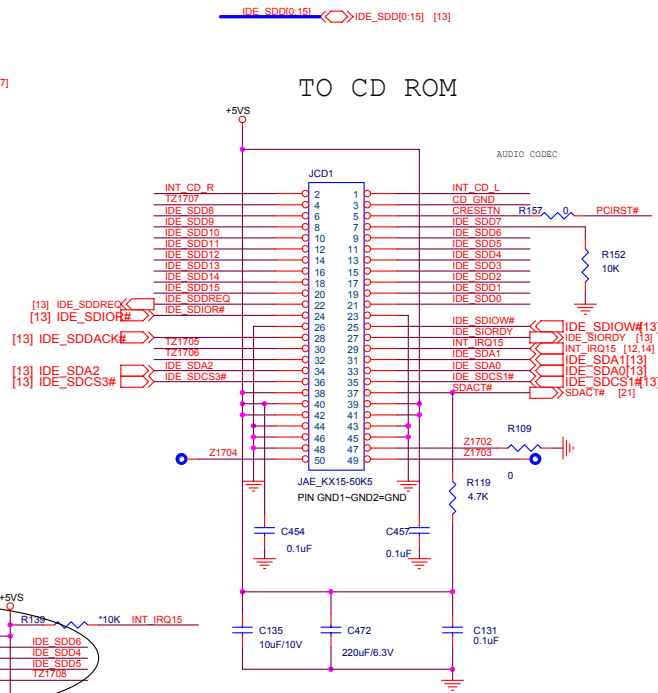 IDE_SDD[0:15] IDE_SDD[0:15] [13]
7]
TO CD ROM
+5VS
AUDIO CODEC
JCD1
INT_CD_R 2 1 INT_CD_L
TZ1707 4 3 CD_GND
IDE_SDD8 6 5 CRESETN R157 0 PCIRST#
IDE_SDD9 8 7 IDE_SDD7
IDE_SDD10 10 9 IDE_SDD6
IDE_SDD11 12 11 IDE_SDD5
IDE_SDD12 14 13 IDE_SDD4
IDE_SDD13 16 15 IDE_SDD3
IDE_SDD14 18 17 IDE_SDD2
IDE_SDD15 20 19 IDE_SDD1
[13] IDE_SDDREQ IDE_SDDREQ 22 21 IDE_SDD0
R152
10K
[13] IDE_SDIOR# IDE_SDIOR# 24 23
26 25 IDE_SDIOW# IDE_SDIOW# [13]
[13] IDE_SDDACK# 28 27 IDE_SIORDY IDE_SIORDY [13]
TZ1705 30 29 INT_IRQ15 INT_IRQ15 [12,14]
TZ1706 32 31 IDE_SDA1 IDE_SDA1 [13]
[13] IDE_SDA2 IDE_SDA2 34 33 IDE_SDA0 IDE_SDA0 [13]
[13] IDE_SDCS3# IDE_SDCS3# 36 35 IDE_SDCS1# IDE_SDCS1# [13]
38 37 SDACT# SDACT# [21]
40 39
42 41
44 43
46 45
48 47 Z1702 R109
Z1704 50 49 Z1703 0
JAE_KX15-50K5
PIN GND1~GND2=GND
R119
4.7K
C454
0.1uF
C457
0.1uF
C135
10uF/10V
C472
220uF/6.3V
C131
0.1uF
+5VS
R139 *10K INT_IRQ15
IDE_SDD6
IDE_SDD4
IDE_SDD5
TZ1708